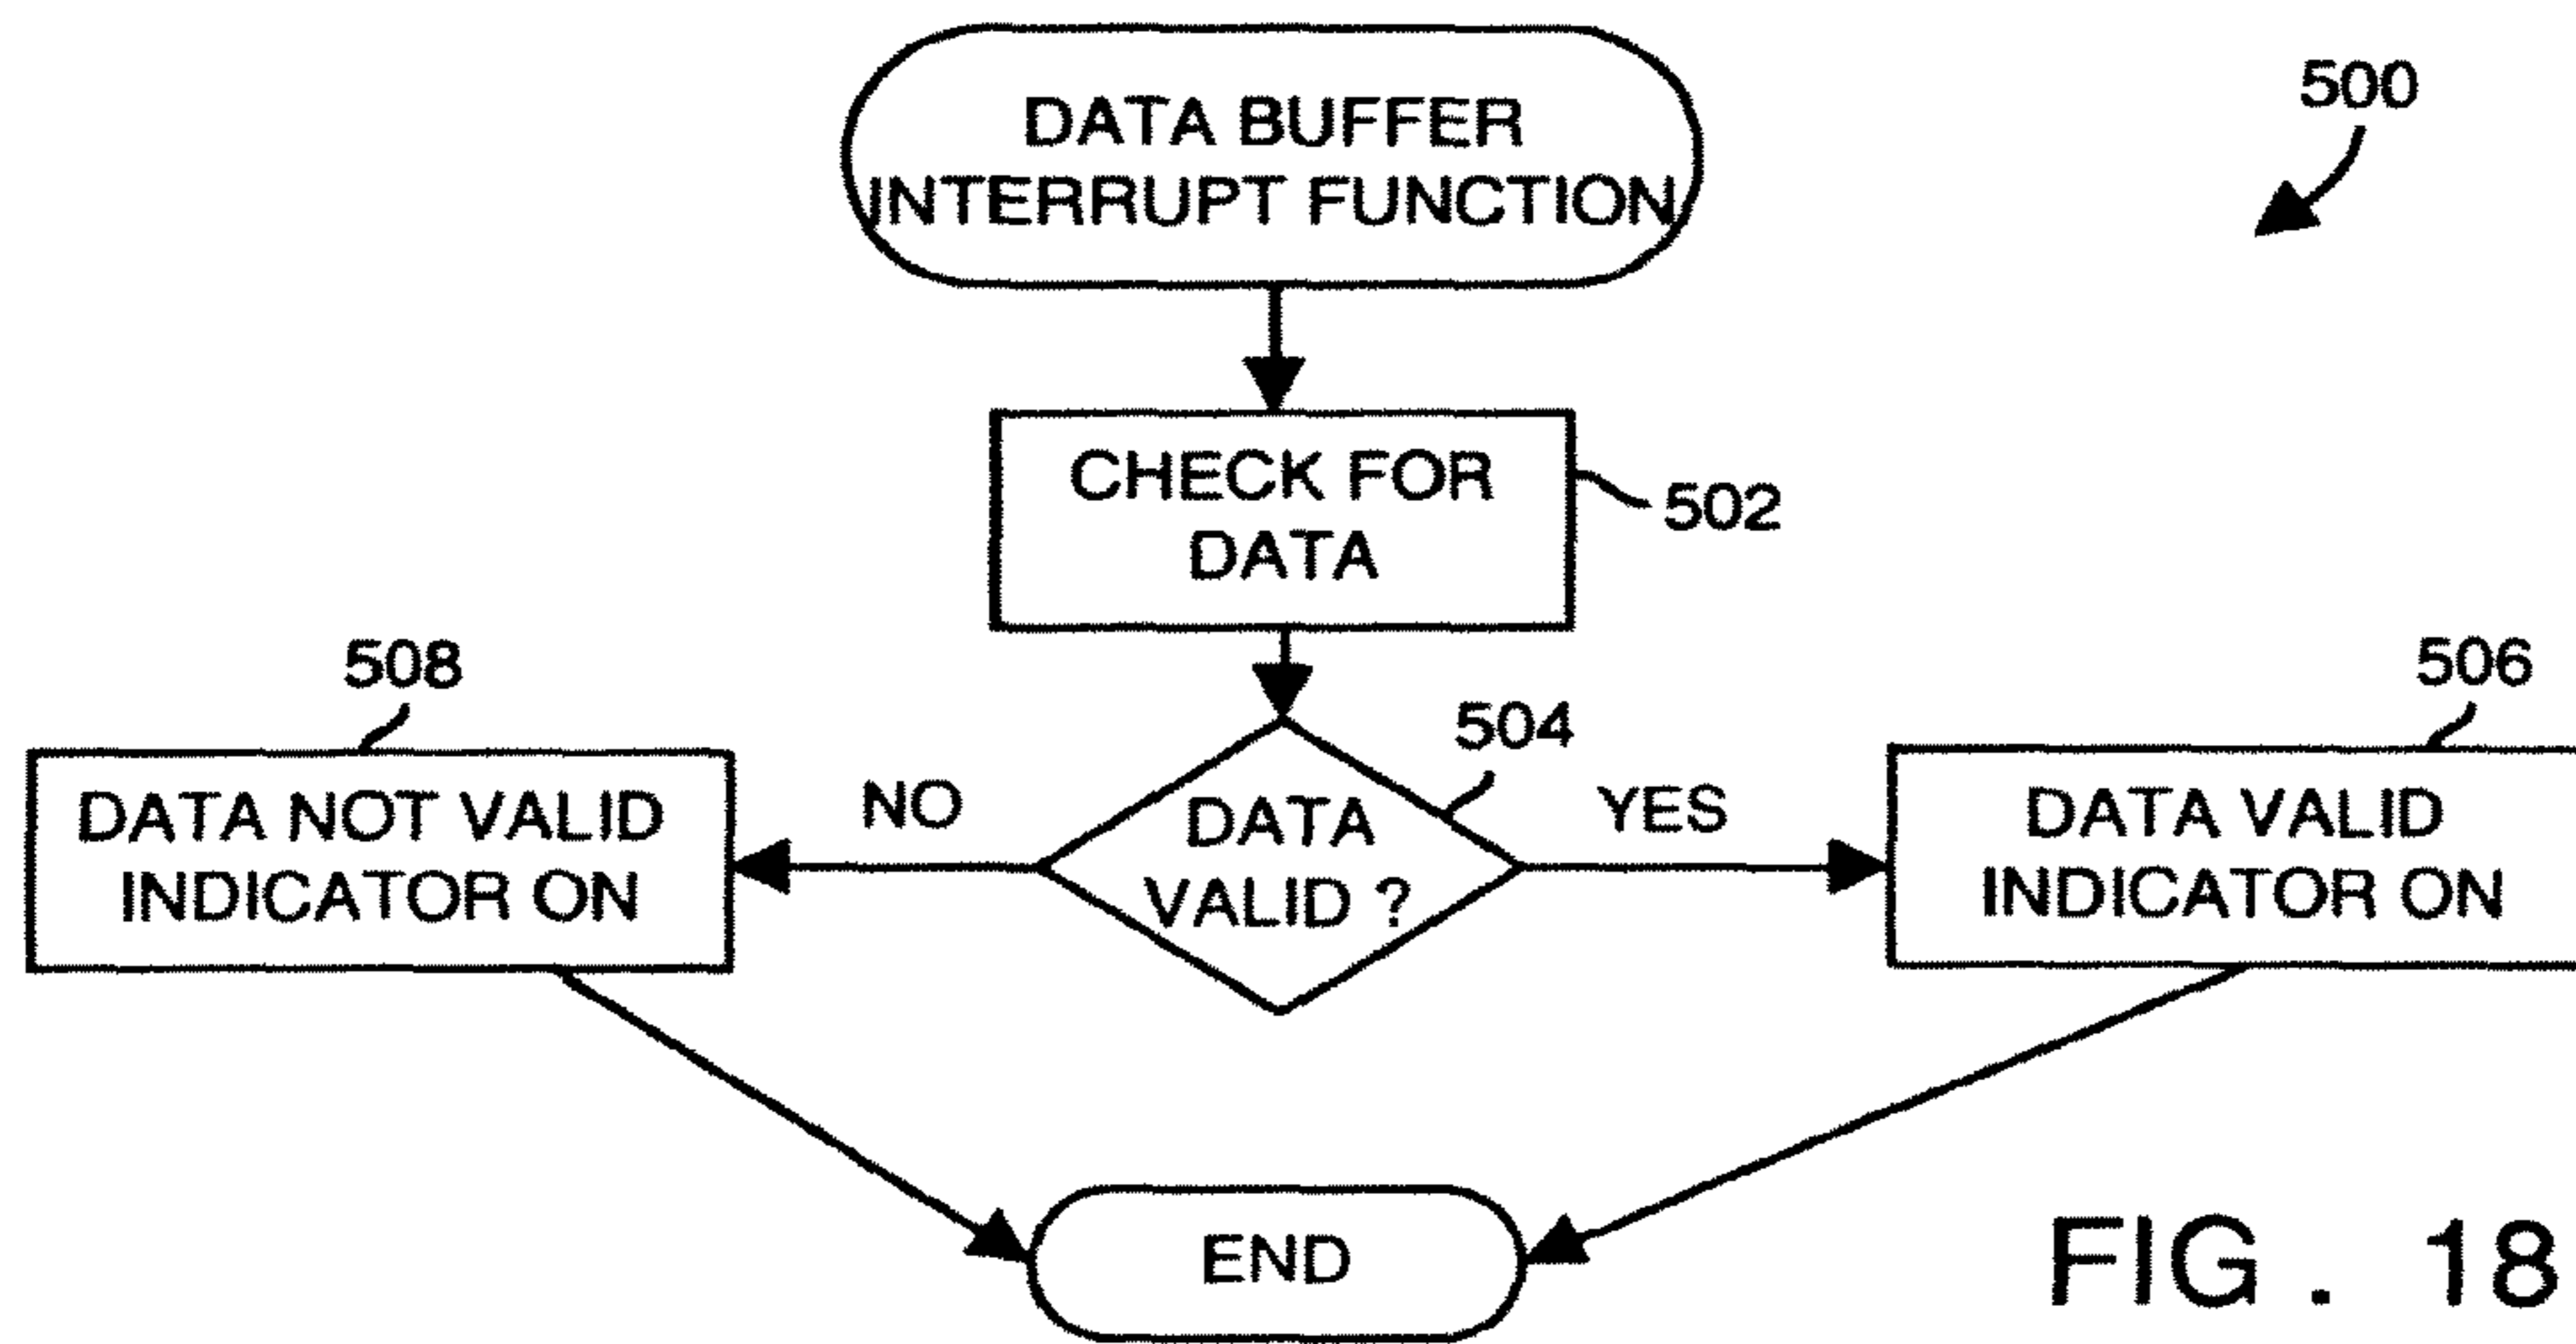 DATA BUFFER
INTERRUPT FUNCTION
500
CHECK FOR
DATA
502
508
506
504
DATA NOT VALID
INDICATOR ON
NO
DATA
VALID ?
YES
DATA VALID
INDICATOR ON
END
FIG . 18